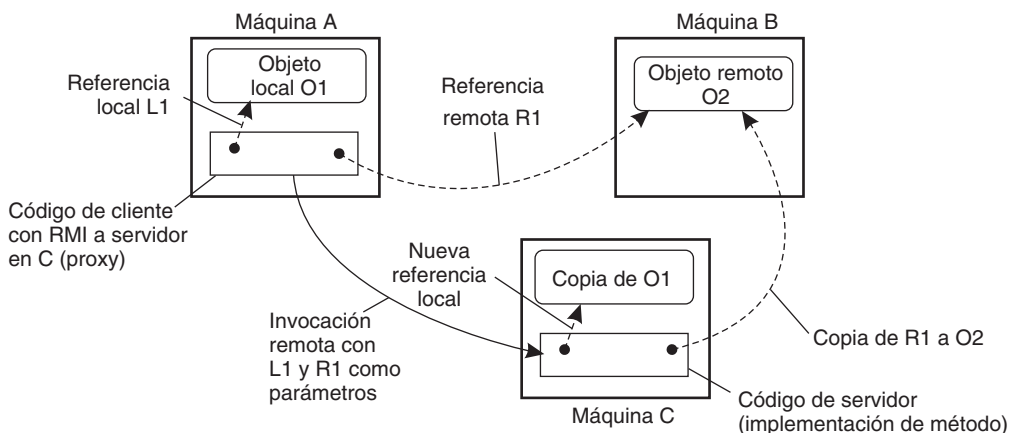 Máquina A
Máquina B
Objeto
local O1
Objeto remoto
O2
Referencia
local L1
Referencia
remota R1
Código de cliente
con RMI a servidor
en C (proxy)
Nueva
referencia
local
Copia de O1
Invocación
remota con
L1 y R1 como
parámetros
Copia de R1 a O2
Código de servidor
(implementación de método)
Máquina C